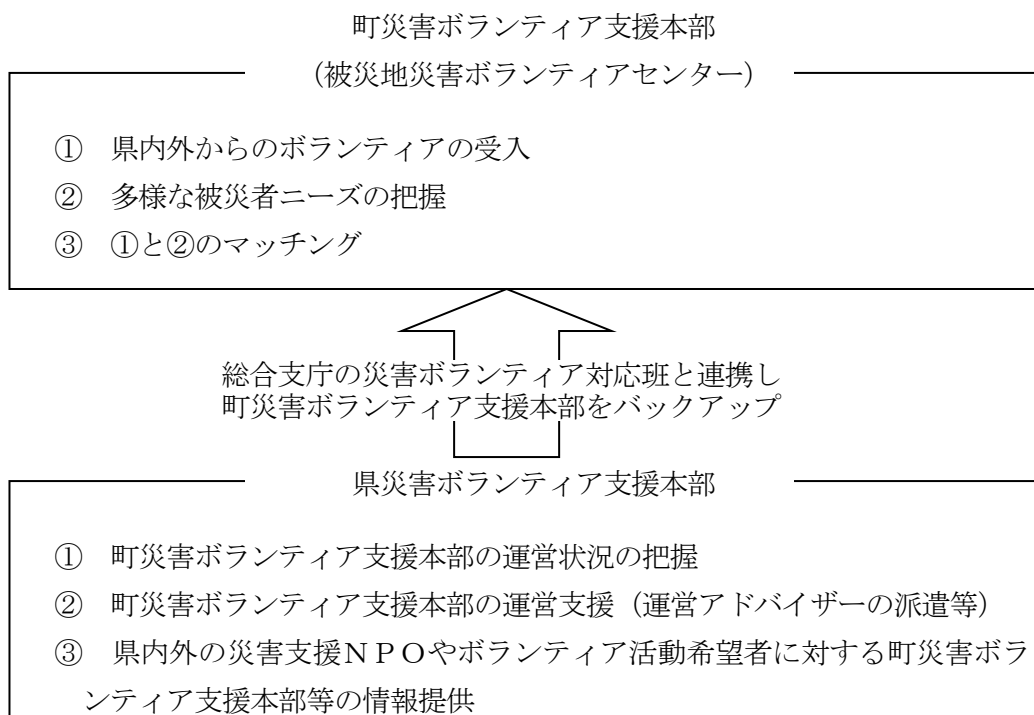 町災害ボランティア支援本部
（被災地災害ボランティアセンター）
①　県内外からのボランティアの受入
②　多様な被災者ニーズの把握
③　①と②のマッチング
総合支庁の災害ボランティア対応班と連携し
町災害ボランティア支援本部をバックアップ
県災害ボランティア支援本部
①　町災害ボランティア支援本部の運営状況の把握
②　町災害ボランティア支援本部の運営支援（運営アドバイザーの派遣等）
③　県内外の災害支援ＮＰＯやボランティア活動希望者に対する町災害ボラ
ンティア支援本部等の情報提供